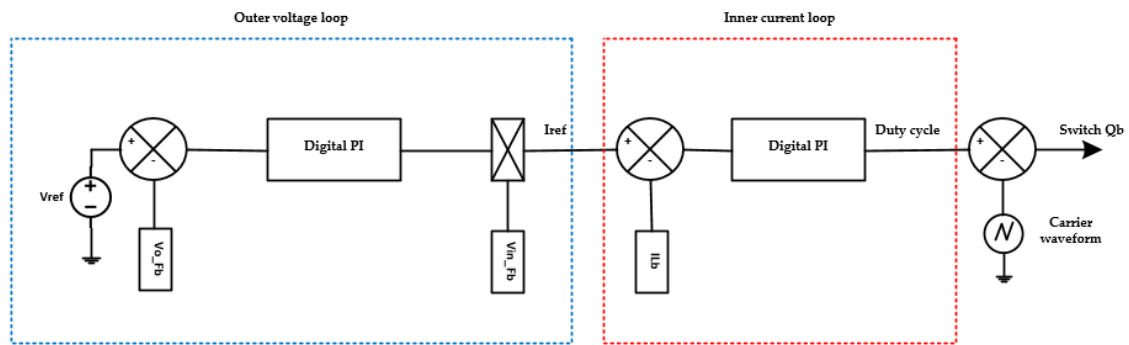 Outer voltage loop
Inner current loop
+
-
Digital PI
Iref
+
-
Digital PI
Duty cycle
+
-
Switch Qb
Vref
+
−
Vo_Fb
Vin_Fb
ILb
Carrier
waveform